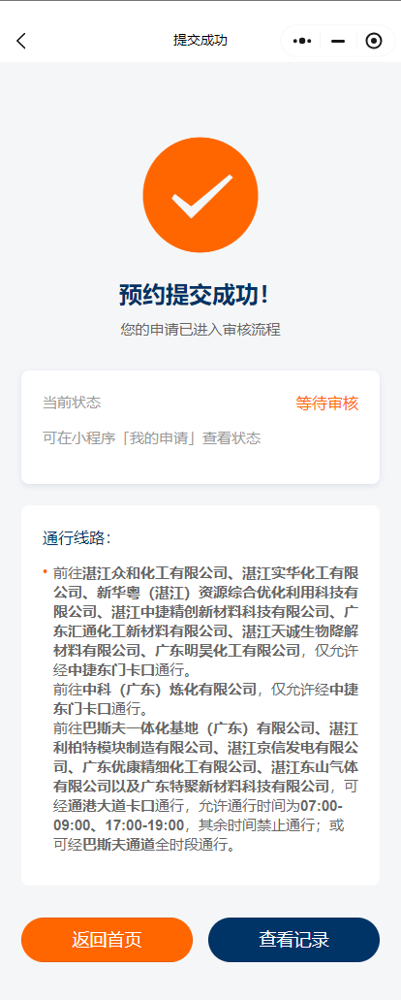 提交成功
预约提交成功！
您的申请已进入审核流程
当前状态
等待审核
可在小程序「我的申请」查看状态
通行线路：
• 前往湛江众和化工有限公司、湛江实华化工有限
公司、新华粤（湛江）资源综合优化利用科技有
限公司、湛江中捷精创新材料科技有限公司、广
东汇通化工新材料有限公司、湛江天诚生物降解
材料有限公司、广东明昊化工有限公司，仅允许
经中捷东门卡口通行。
前往中科（广东）炼化有限公司，仅允许经中捷
东门卡口通行。
前往巴斯夫一体化基地（广东）有限公司、湛江
利柏特模块制造有限公司、湛江京信发电有限公
司、广东优康精细化工有限公司、湛江东山气体
有限公司以及广东特聚新材料科技有限公司，可
经通港大道卡口通行，允许通行时间为07:00-
09:00、17:00-19:00，其余时间禁止通行；或
可经巴斯夫通道全时段通行。
返回首页
查看记录